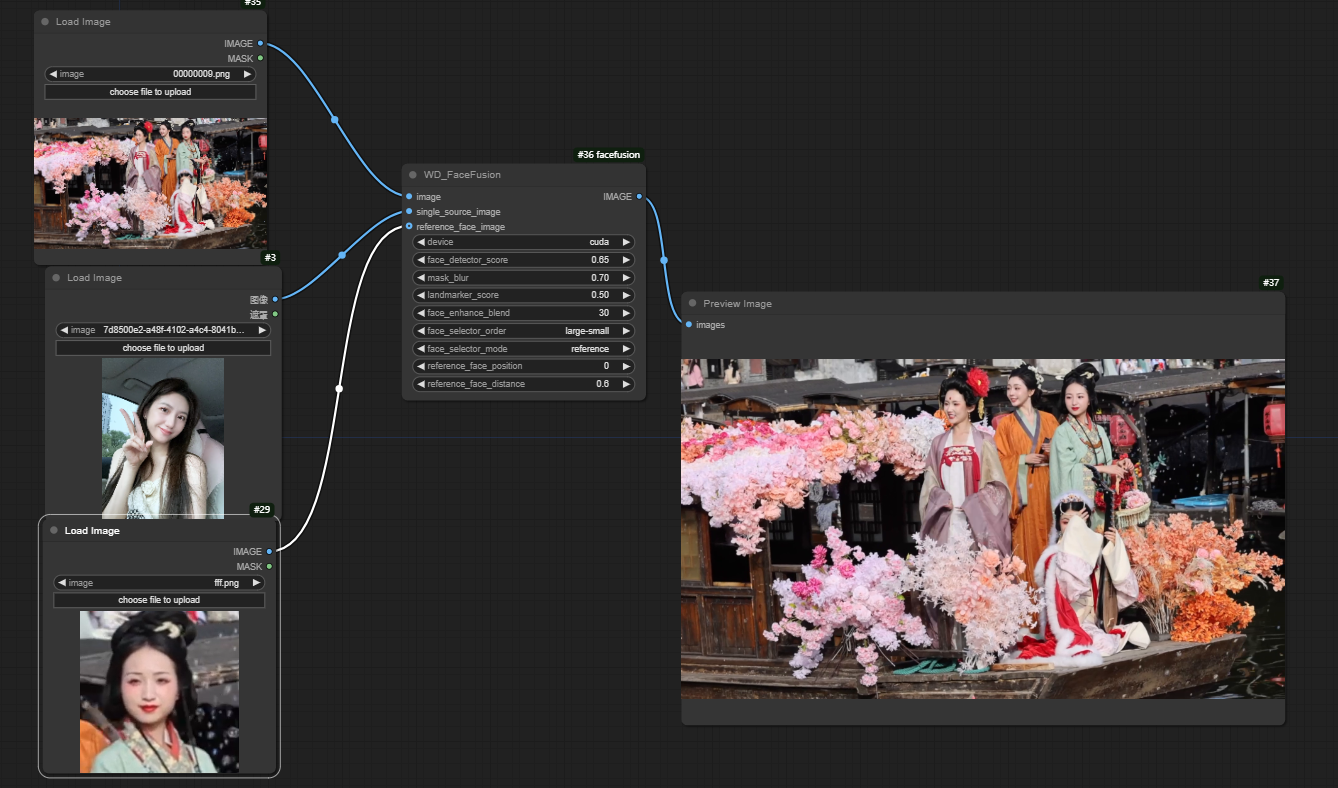 #35
Load Image
IMAGE
MASK
image 00000009.png
choose file to upload
#3
Load Image
图像
遮罩
image 7d8500e2-a48f-4102-a4c4-8041b...
choose file to upload
#29
Load Image
IMAGE
MASK
image fff.png
choose file to upload
#36 facefusion
WD_FaceFusion
image IMAGE
single_source_image
reference_face_image
device cuda
face_detector_score 0.65
mask_blur 0.70
landmarker_score 0.50
face_enhance_blend 30
face_selector_order large-small
face_selector_mode reference
reference_face_position 0
reference_face_distance 0.6
#37
Preview Image
images